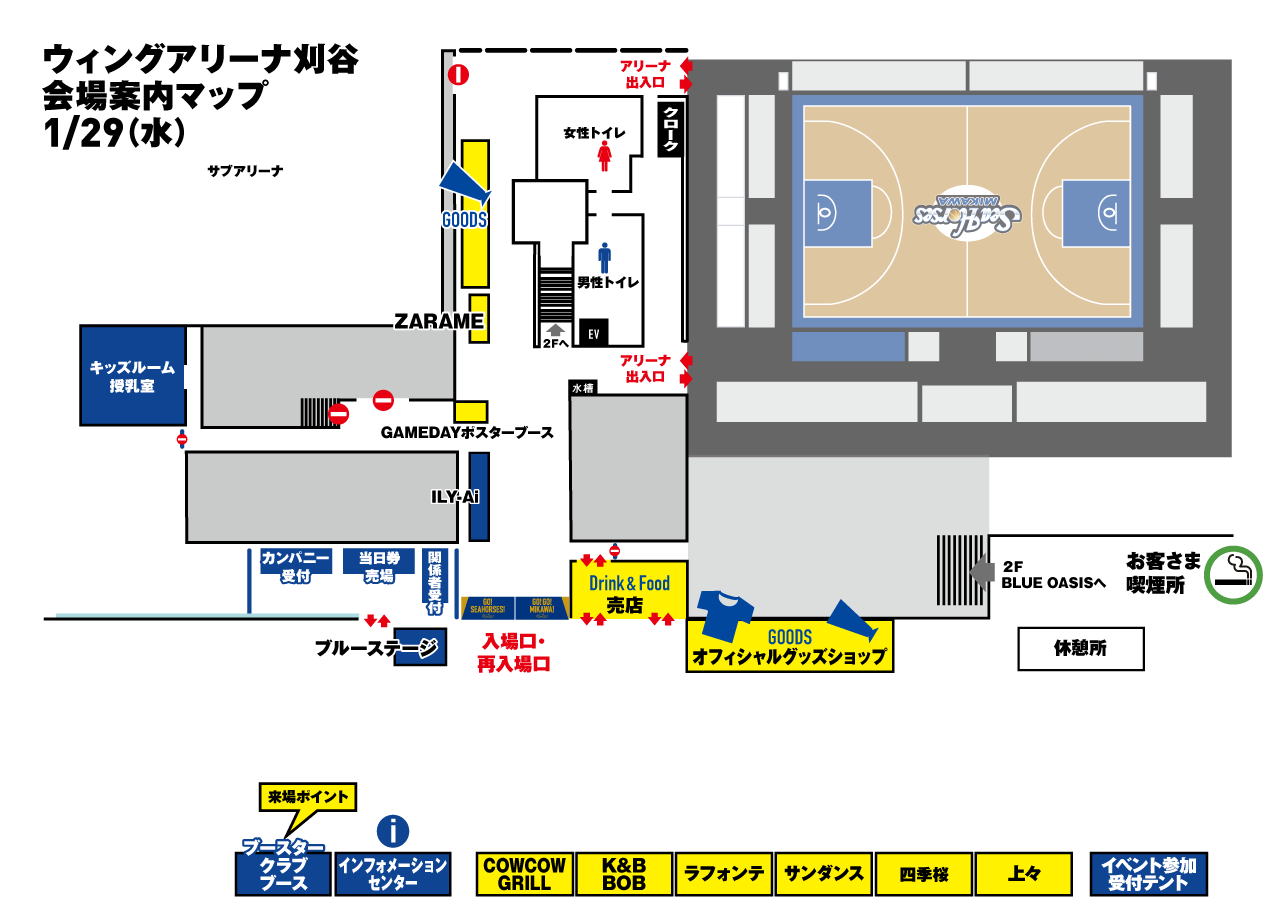 ウィングアリーナ刈谷
会場案内マップ
1/29(水)
サブアリーナ
アリーナ
出入口
クローク
女性トイレ
GOODS
男性トイレ
ZARAME
EV
2Fへ
SeaHorses
MIKAWA
アリーナ
出入口
キッズルーム
授乳室
水槽
GAMEDAYポスターブース
ILY-Ai
カンパニー
受付
当日券
売場
関係者受付
GO!
SEAHORSES!
GO! GO!
MIKAWA!
Drink & Food
売店
2F
BLUE OASISへ
お客さま
喫煙所
ブルーステージ
入場口・
再入場口
GOODS
オフィシャルグッズショップ
休憩所
来場ポイント
ブースター
クラブ
ブース
i
インフォメーション
センター
COWCOW
GRILL
K&B
BOB
ラフォンテ
サンダンス
四季桜
上々
イベント参加
受付テント